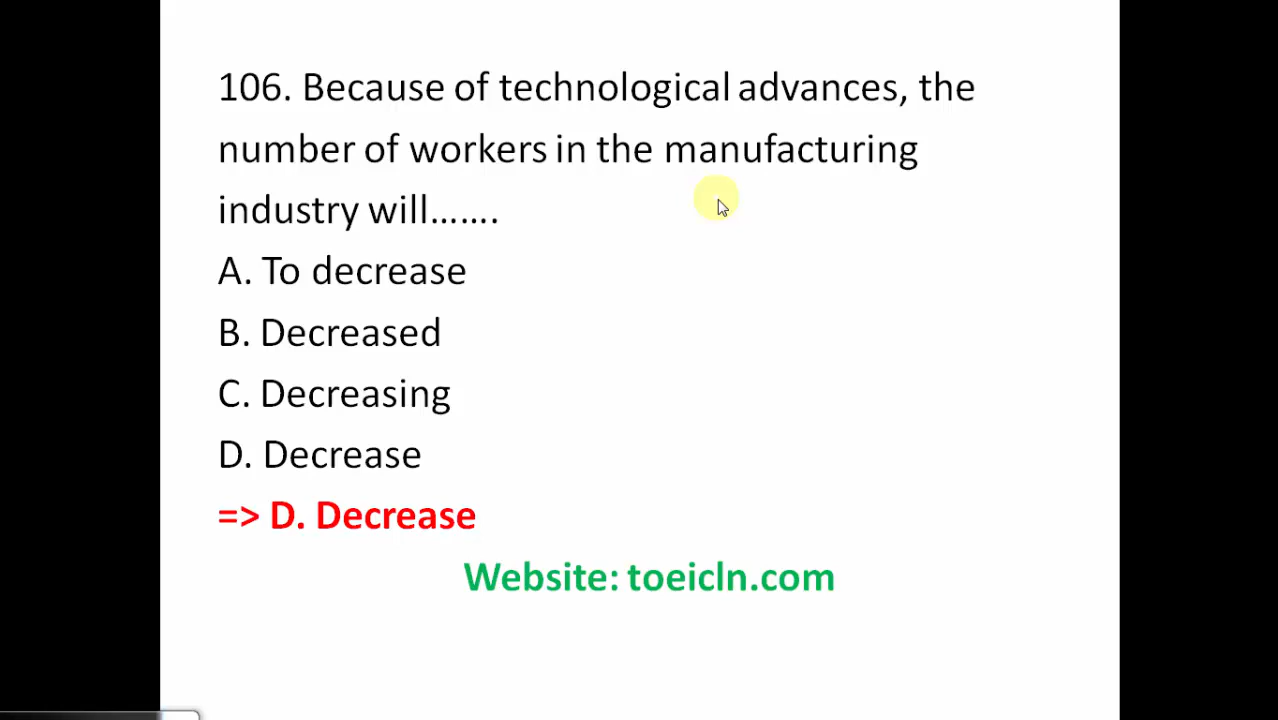 106. Because of technological advances, the
number of workers in the manufacturing
industry will…….
A. To decrease
B. Decreased
C. Decreasing
D. Decrease
=> D. Decrease
Website: toeicln.com